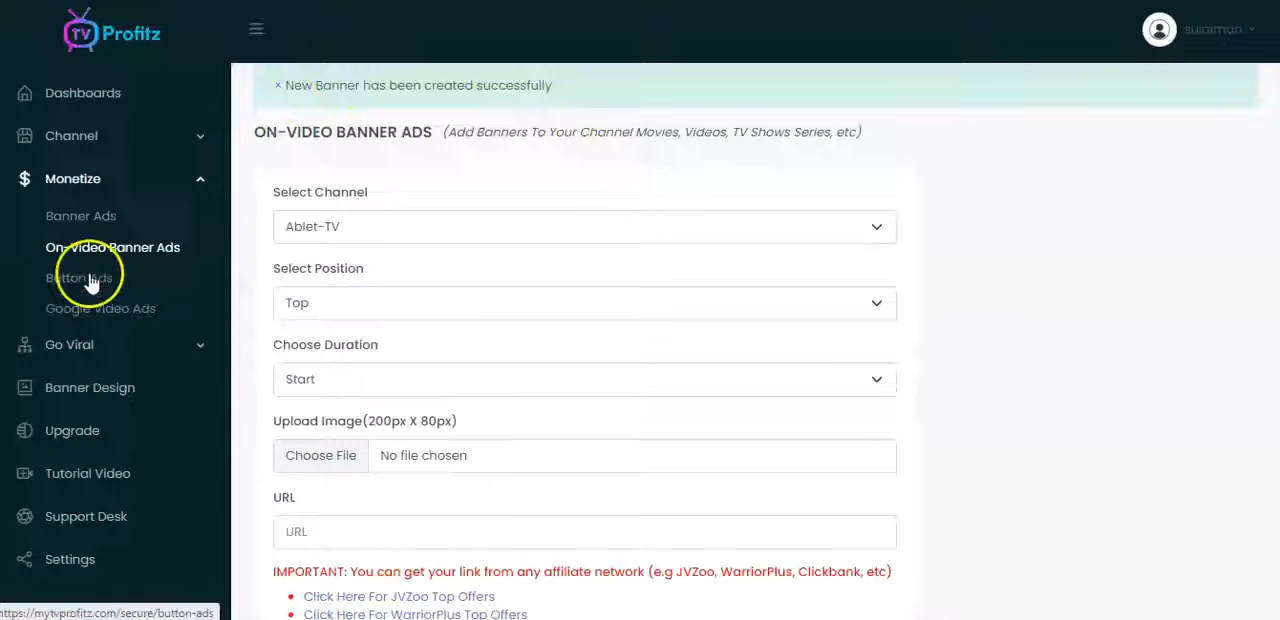 TV Profitz
sulaiman
Dashboards
Channel
Monetize
Banner Ads
On-Video Banner Ads
Button Ads
Google Video Ads
Go Viral
Banner Design
Upgrade
Tutorial Video
Support Desk
Settings
https://mytvprofitz.com/secure/button-ads
× New Banner has been created successfully
ON-VIDEO BANNER ADS (Add Banners To Your Channel Movies, Videos, TV Shows Series, etc)
Select Channel
Ablet-TV
Select Position
Top
Choose Duration
Start
Upload Image(200px X 80px)
Choose File No file chosen
URL
URL
IMPORTANT: You can get your link from any affiliate network (e.g JVZoo, WarriorPlus, Clickbank, etc)
• Click Here For JVZoo Top Offers
• Click Here For WarriorPlus Top Offers